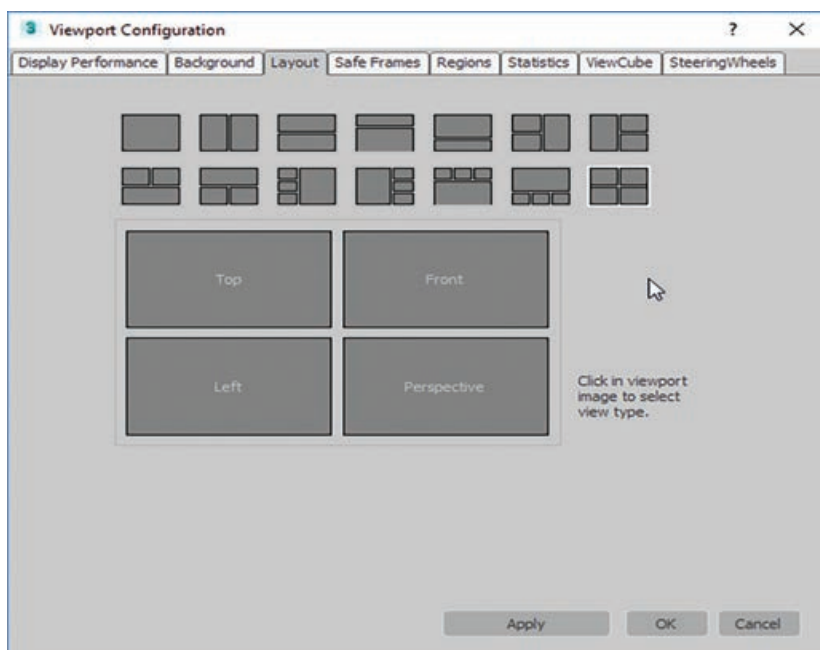 3 Viewport Configuration ? X
Display Performance Background Layout Safe Frames Regions Statistics ViewCube SteeringWheels
Top Front
Left Perspective
Click in viewport
image to select
view type.
Apply OK Cancel